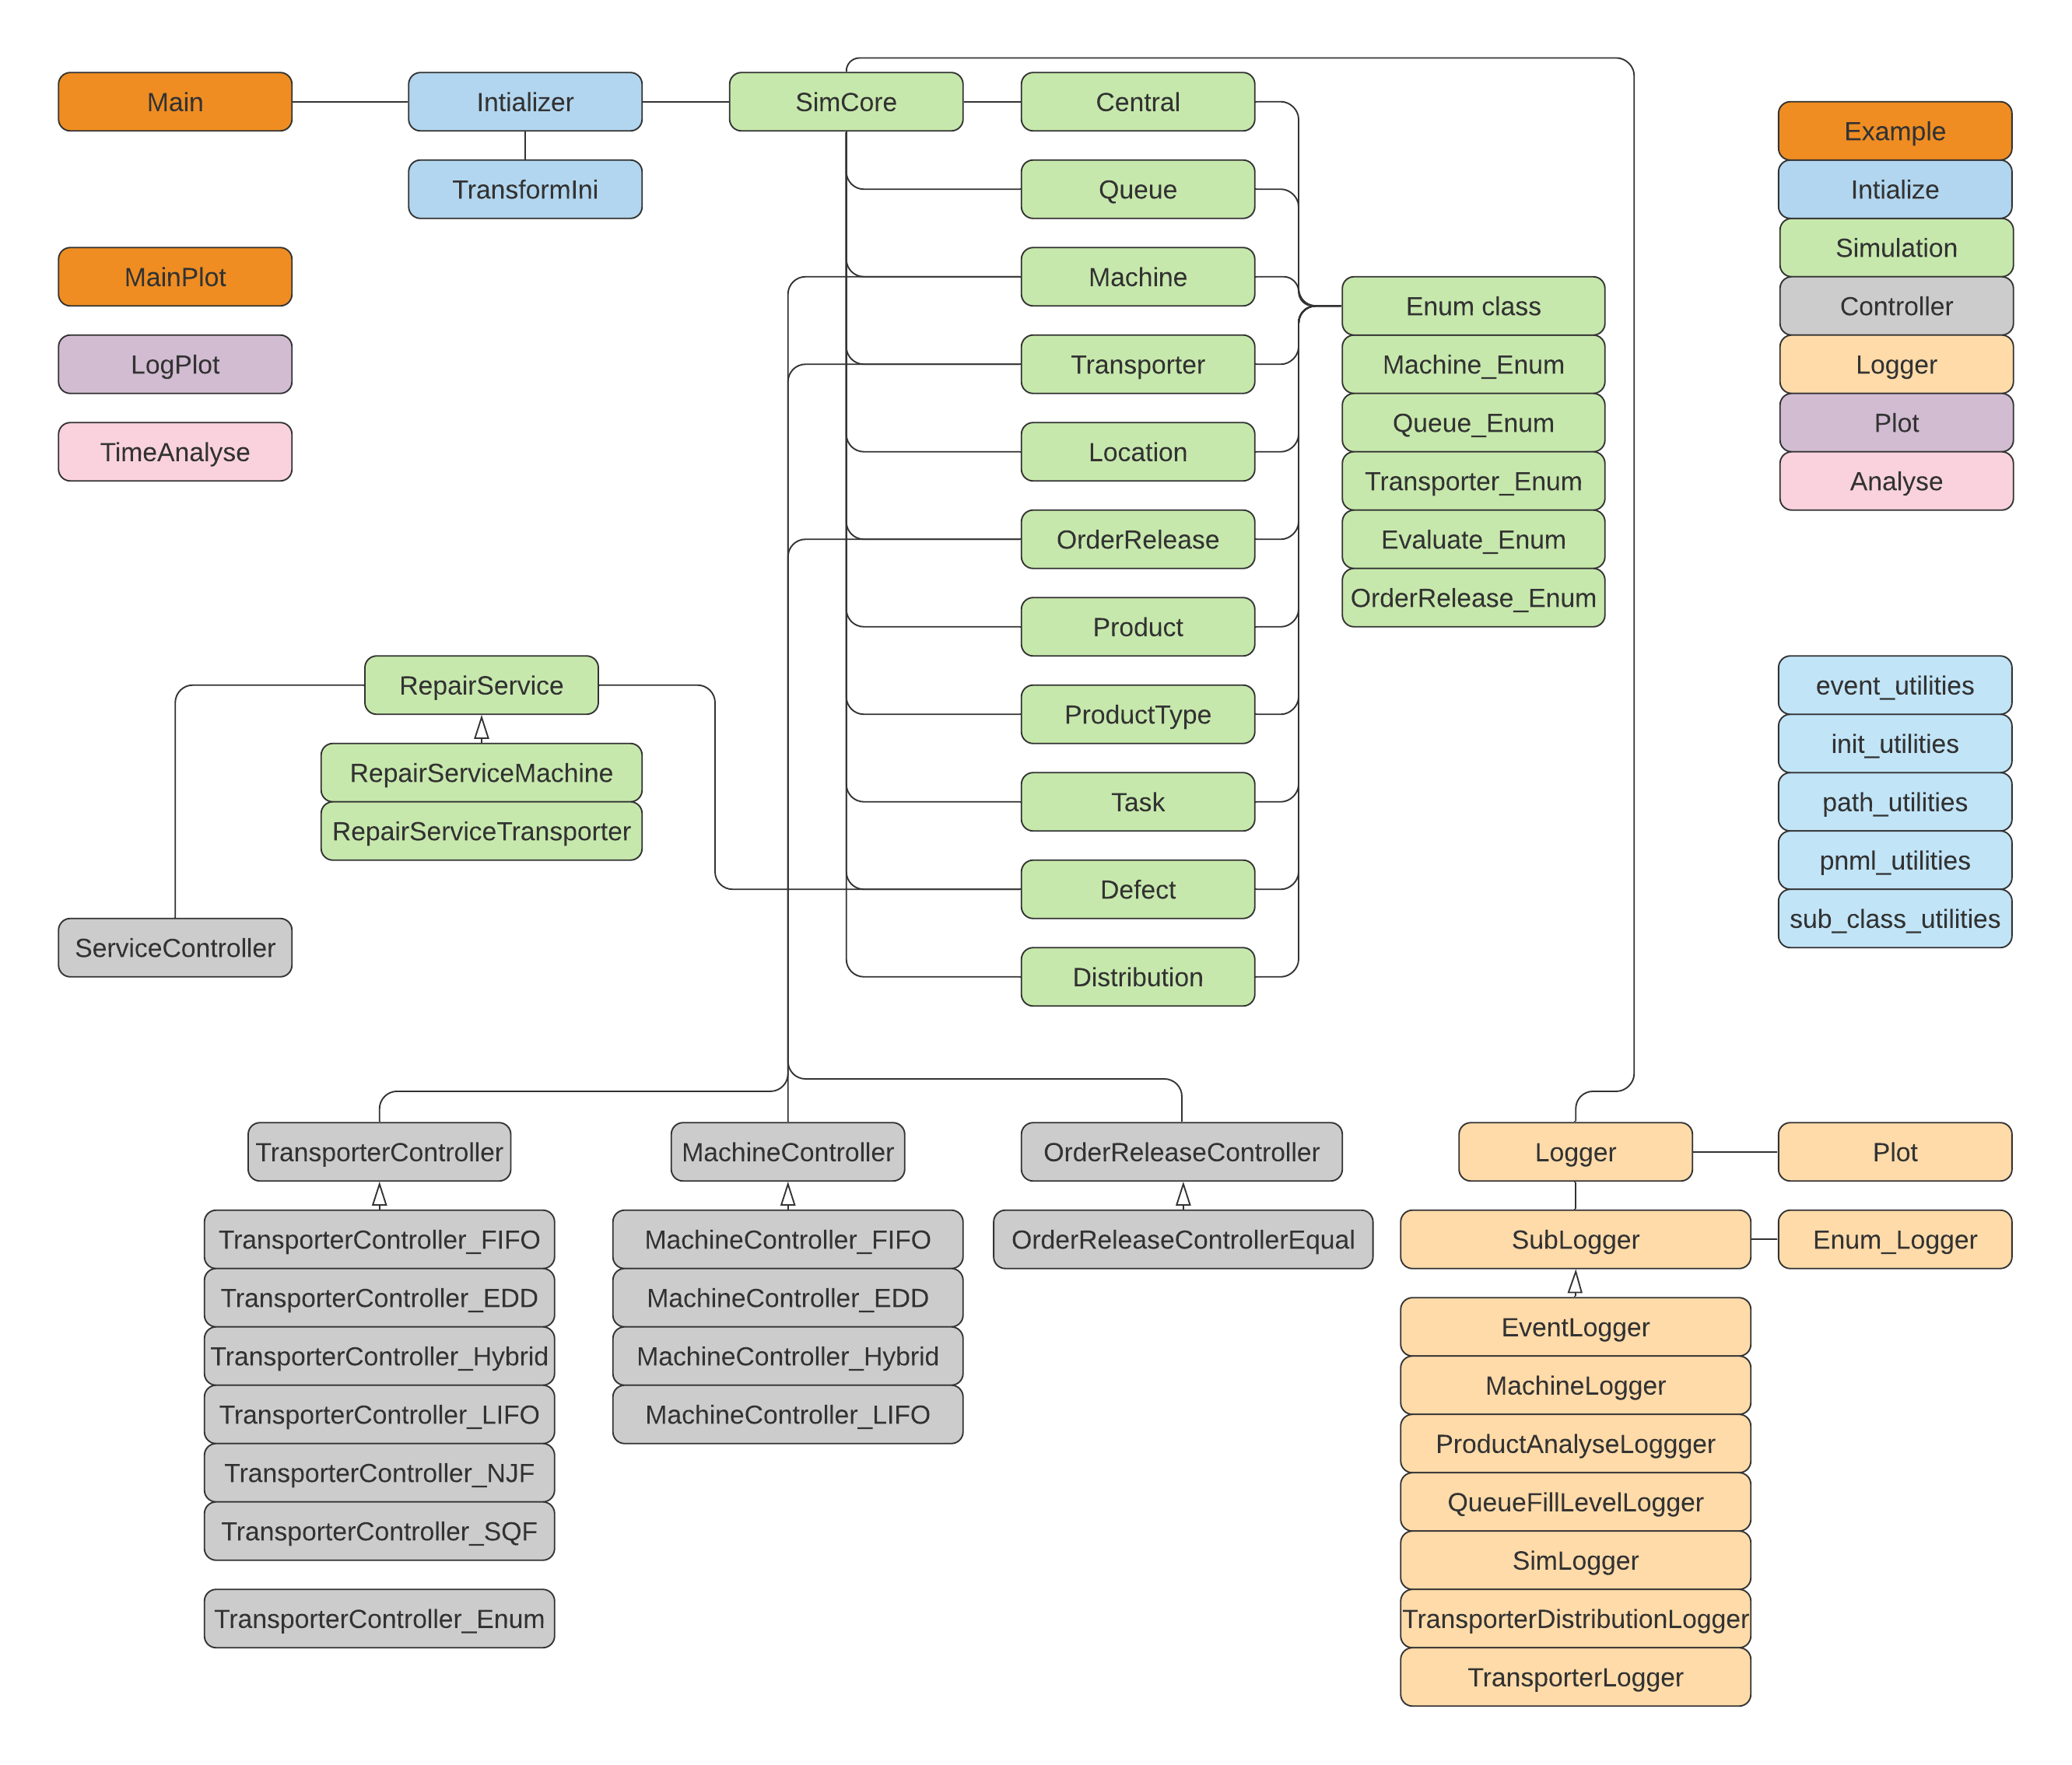 Main
Intializer
SimCore
Central
Example
TransformIni
Queue
Intialize
MainPlot
Machine
Simulation
Enum class
Controller
LogPlot
Transporter
Machine_Enum
Logger
TimeAnalyse
Location
Queue_Enum
Plot
Transporter_Enum
Analyse
OrderRelease
Evaluate_Enum
Product
OrderRelease_Enum
RepairService
ProductType
event_utilities
RepairServiceMachine
Task
init_utilities
RepairServiceTransporter
path_utilities
Defect
pnml_utilities
ServiceController
Distribution
sub_class_utilities
TransporterController
MachineController
OrderReleaseController
Logger
Plot
TransporterController_FIFO
MachineController_FIFO
OrderReleaseControllerEqual
SubLogger
Enum_Logger
TransporterController_EDD
MachineController_EDD
EventLogger
TransporterController_Hybrid
MachineController_Hybrid
MachineLogger
TransporterController_LIFO
MachineController_LIFO
ProductAnalyseLoggger
TransporterController_NJF
QueueFillLevelLogger
TransporterController_SQF
SimLogger
TransporterController_Enum
TransporterDistributionLogger
TransporterLogger